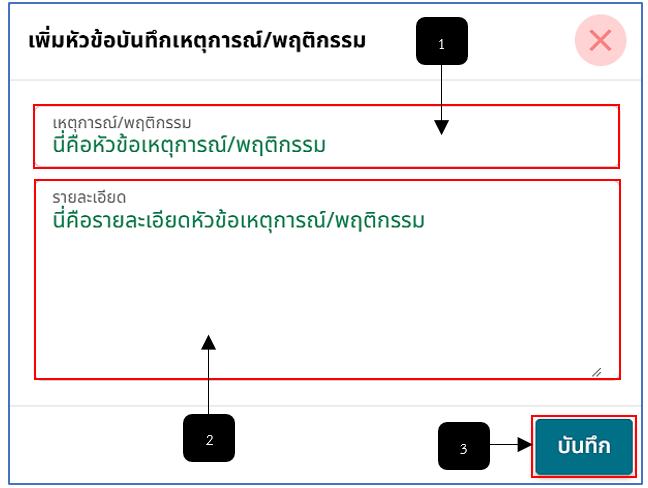 เพิ่มหัวข้อบันทึกเหตุการณ์/พฤติกรรม
1
เหตุการณ์/พฤติกรรม
นี่คือหัวข้อเหตุการณ์/พฤติกรรม
รายละเอียด
นี่คือรายละเอียดหัวข้อเหตุการณ์/พฤติกรรม
2
3
บันทึก